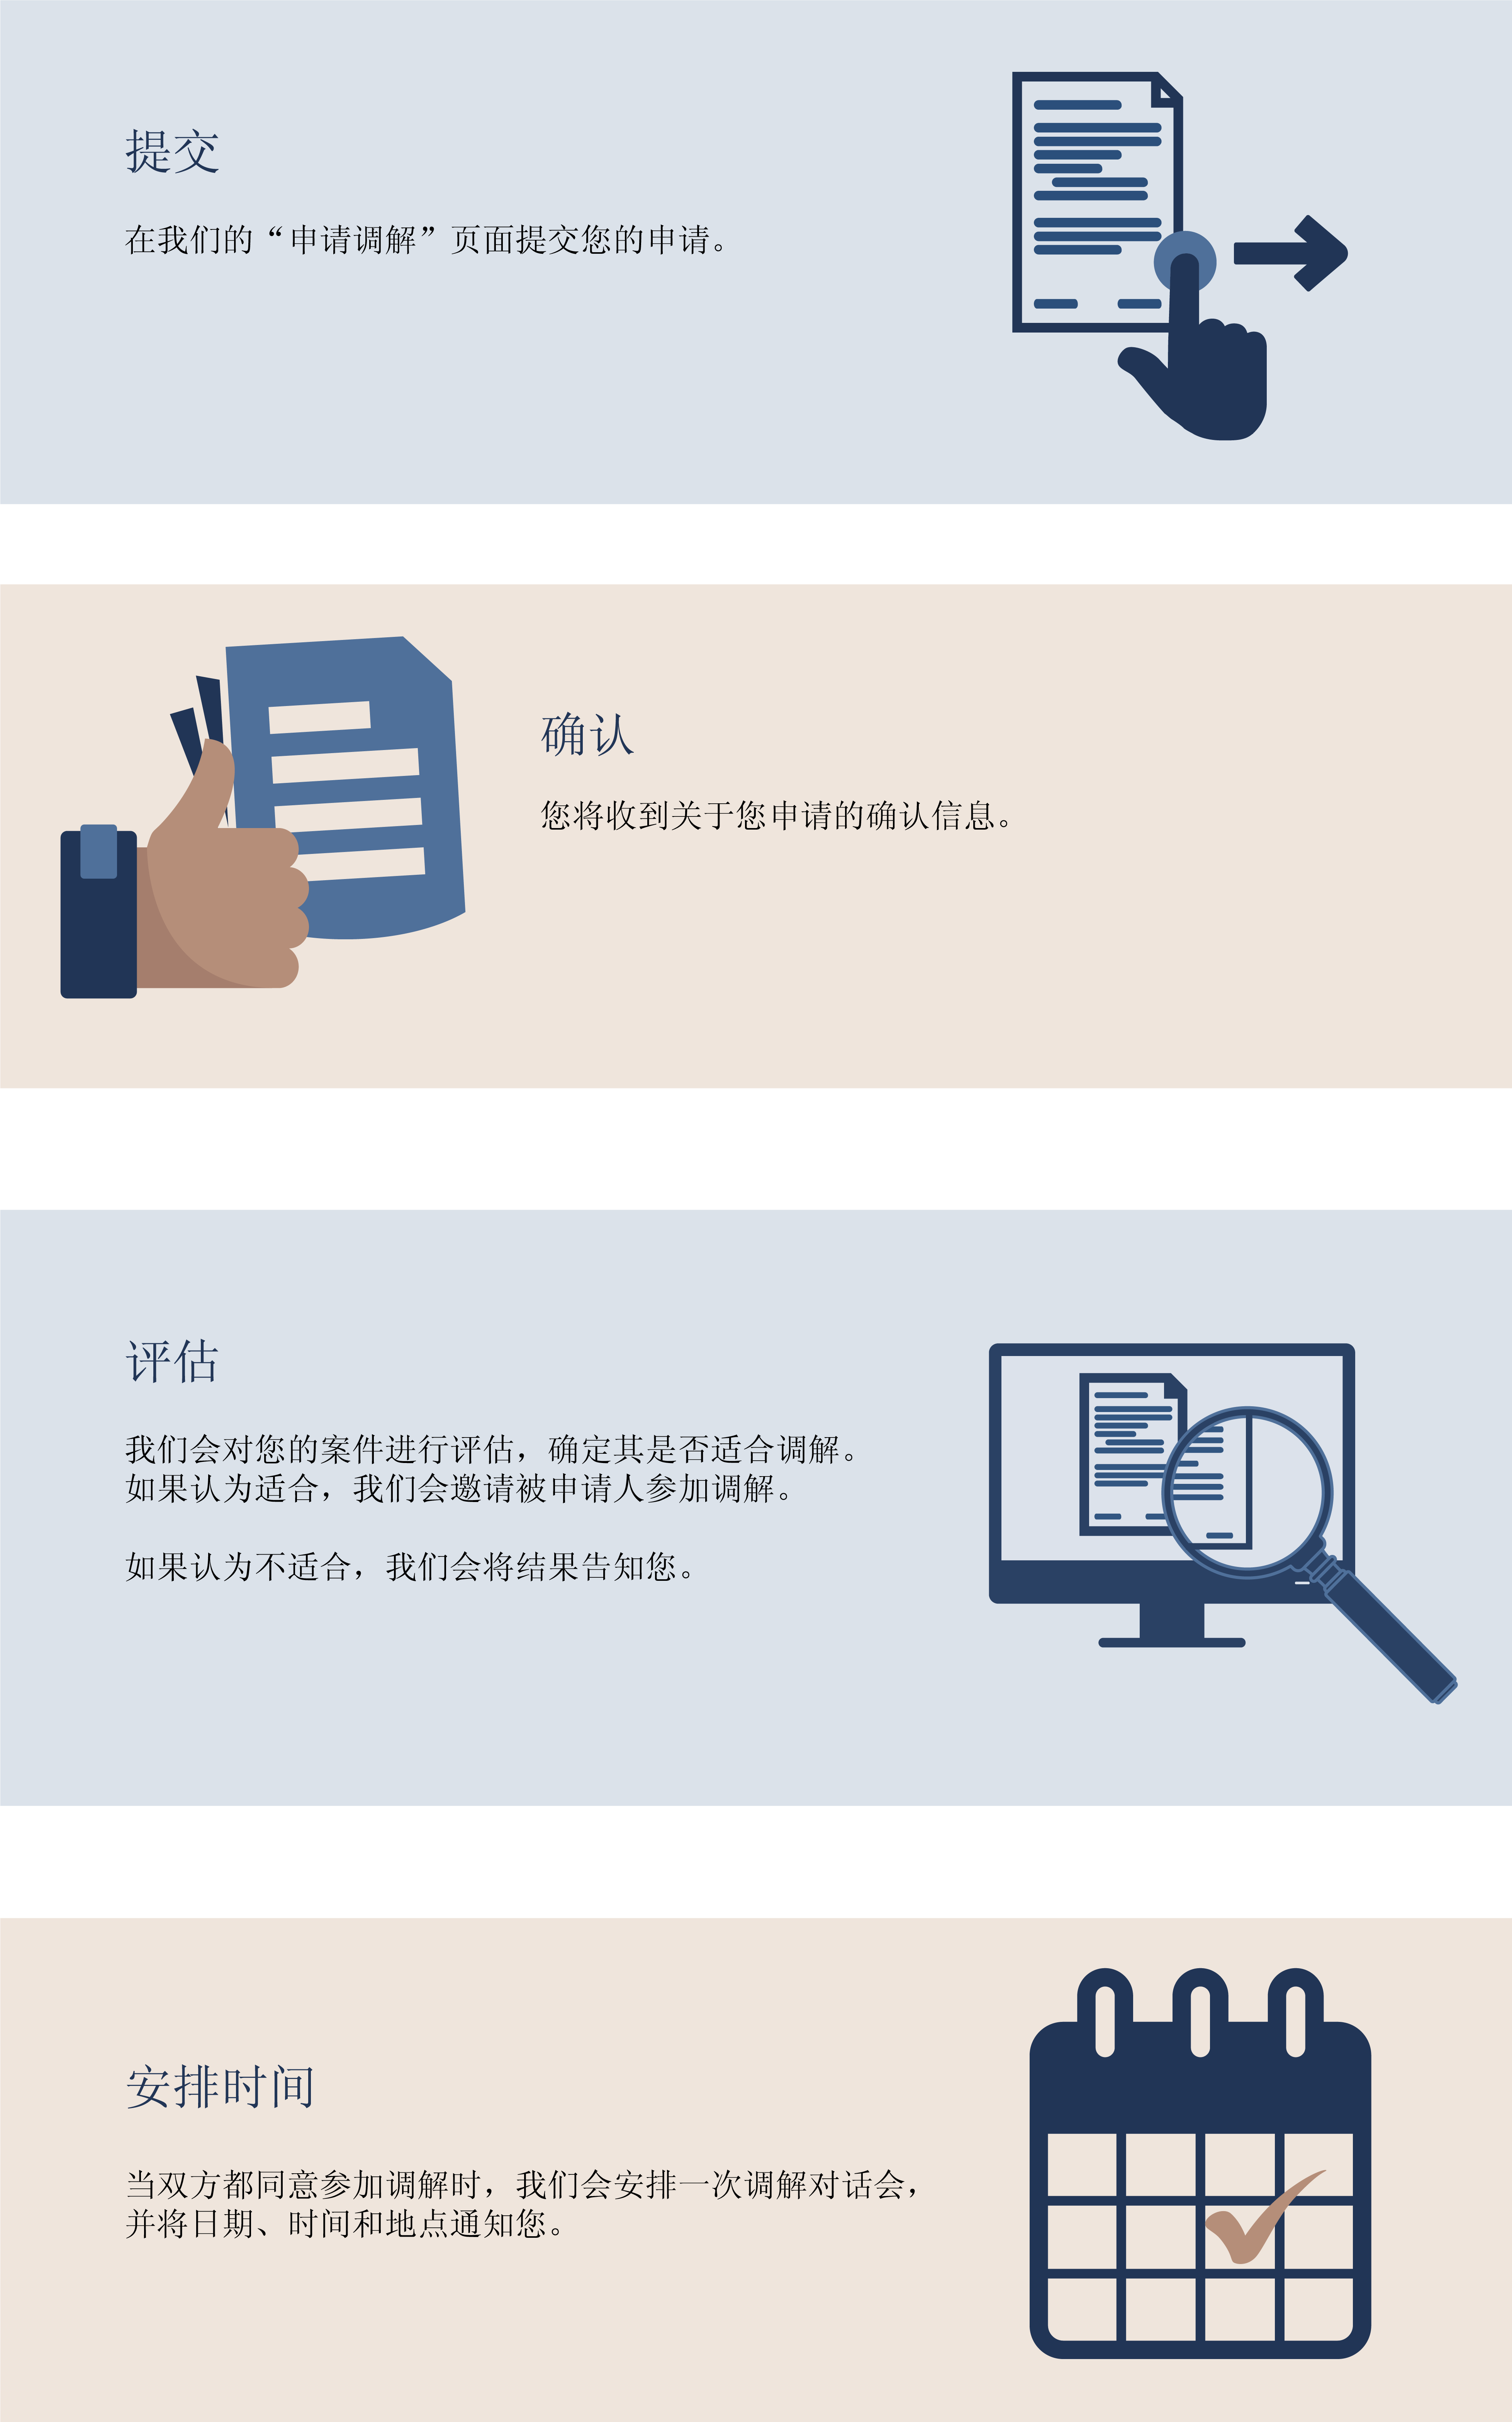 提交
在我们的“申请调解”页面提交您的申请。
确认
您将收到关于您申请的确认信息。
评估
我们会对您的案件进行评估，确定其是否适合调解。
如果认为适合，我们会邀请被申请人参加调解。
如果认为不适合，我们会将结果告知您。
安排时间
当双方都同意参加调解时，我们会安排一次调解对话会，
并将日期、时间和地点通知您。